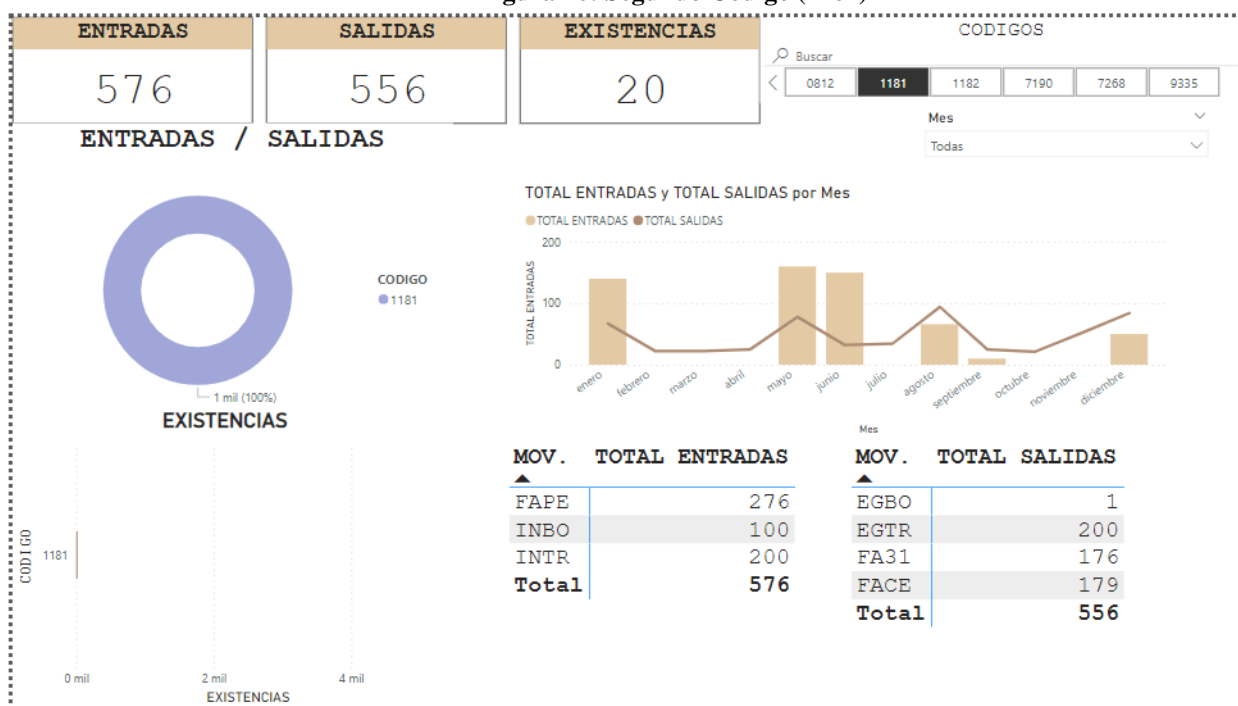 ENTRADAS SALIDAS EXISTENCIAS CODIGOS
Buscar
576 556 20
0812 1181 1182 7190 7268 9335
Mes
Todas
ENTRADAS / SALIDAS
CODIGO
1181
1 mil (100%)
TOTAL ENTRADAS y TOTAL SALIDAS por Mes
TOTAL ENTRADAS TOTAL SALIDAS
TOTAL ENTRADAS
200
100
0
enero febrero marzo abril mayo junio julio agosto septiembre octubre noviembre diciembre
Mes
EXISTENCIAS
CODIGO
1181
0 mil 2 mil 4 mil
EXISTENCIAS
MOV. TOTAL ENTRADAS
FAPE 276
INBO 100
INTR 200
Total 576
MOV. TOTAL SALIDAS
EGBO 1
EGTR 200
FA31 176
FACE 179
Total 556